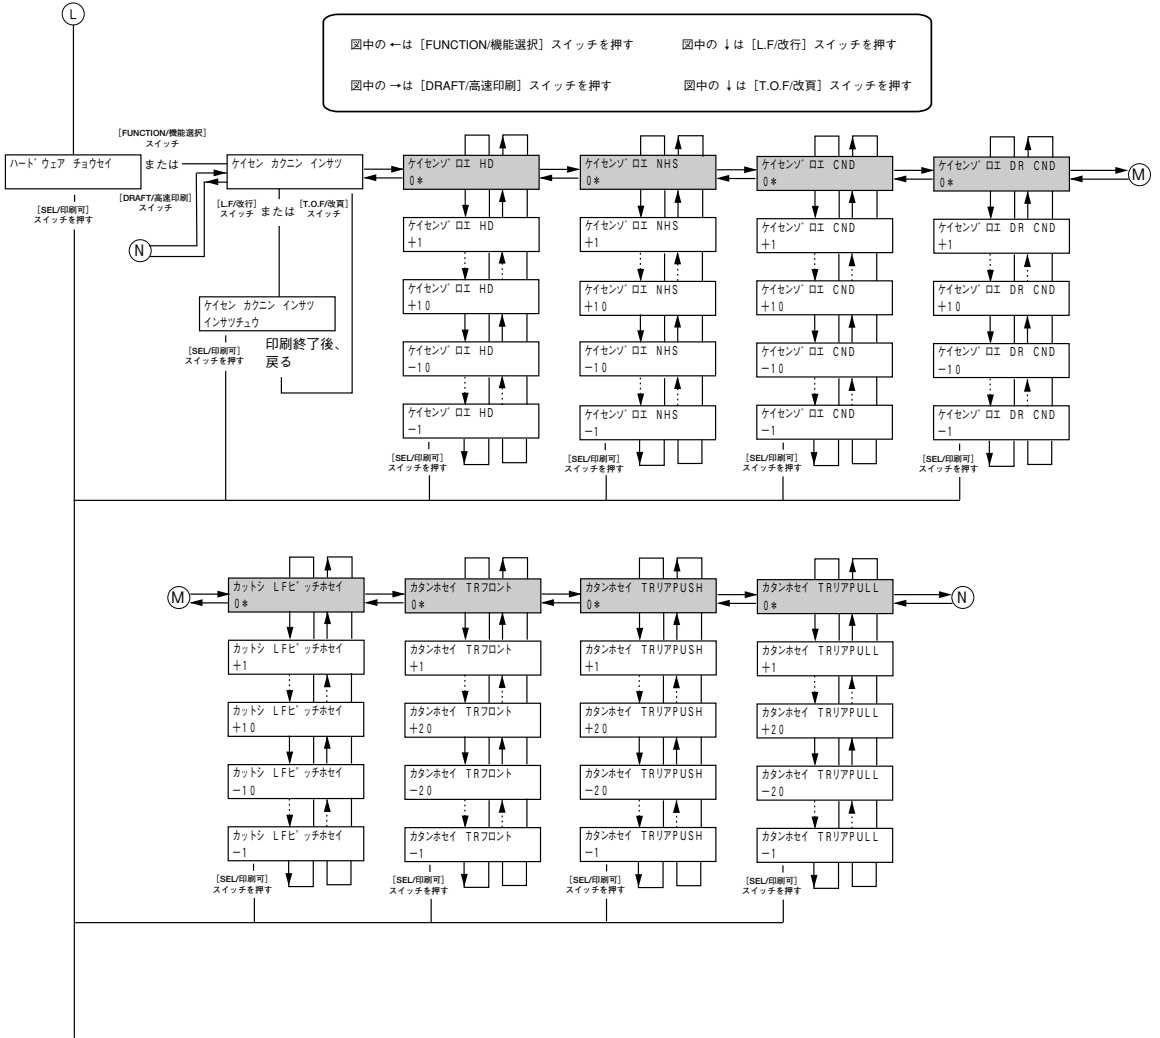 L
図中の ←は［FUNCTION/機能選択］スイッチを押す
図中の ↓は［L.F/改行］スイッチを押す
図中の →は［DRAFT/高速印刷］スイッチを押す
図中の ↓は［T.O.F/改頁］スイッチを押す
ハードウェア チョウセイ
［FUNCTION/機能選択］
スイッチ
または
［DRAFT/高速印刷］
スイッチ
［SEL/印刷可］
スイッチを押す
N
ケイセン カクニン インサツ
［L.F/改行］
スイッチ
または
［T.O.F/改頁］
スイッチ
ケイセン カクニン インサツ
インサツチュウ
［SEL/印刷可］
スイッチを押す
印刷終了後、
戻る
ケイセンゾロエ HD
0*
ケイセンゾロエ HD
+1
ケイセンゾロエ HD
+10
ケイセンゾロエ HD
−10
ケイセンゾロエ HD
−1
［SEL/印刷可］
スイッチを押す
ケイセンゾロエ NHS
0*
ケイセンゾロエ NHS
+1
ケイセンゾロエ NHS
+10
ケイセンゾロエ NHS
−10
ケイセンゾロエ NHS
−1
［SEL/印刷可］
スイッチを押す
ケイセンゾロエ CND
0*
ケイセンゾロエ CND
+1
ケイセンゾロエ CND
+10
ケイセンゾロエ CND
−10
ケイセンゾロエ CND
−1
［SEL/印刷可］
スイッチを押す
ケイセンゾロエ DR CND
0*
ケイセンゾロエ DR CND
+1
ケイセンゾロエ DR CND
+10
ケイセンゾロエ DR CND
−10
ケイセンゾロエ DR CND
−1
［SEL/印刷可］
スイッチを押す
M
M
カットシ LFピッチホセイ
0*
カットシ LFピッチホセイ
+1
カットシ LFピッチホセイ
+10
カットシ LFピッチホセイ
−10
カットシ LFピッチホセイ
−1
［SEL/印刷可］
スイッチを押す
カタンホセイ TRフロント
0*
カタンホセイ TRフロント
+1
カタンホセイ TRフロント
+20
カタンホセイ TRフロント
−20
カタンホセイ TRフロント
−1
［SEL/印刷可］
スイッチを押す
カタンホセイ TRリアPUSH
0*
カタンホセイ TRリアPUSH
+1
カタンホセイ TRリアPUSH
+20
カタンホセイ TRリアPUSH
−20
カタンホセイ TRリアPUSH
−1
［SEL/印刷可］
スイッチを押す
カタンホセイ TRリアPULL
0*
カタンホセイ TRリアPULL
+1
カタンホセイ TRリアPULL
+20
カタンホセイ TRリアPULL
−20
カタンホセイ TRリアPULL
−1
［SEL/印刷可］
スイッチを押す
N